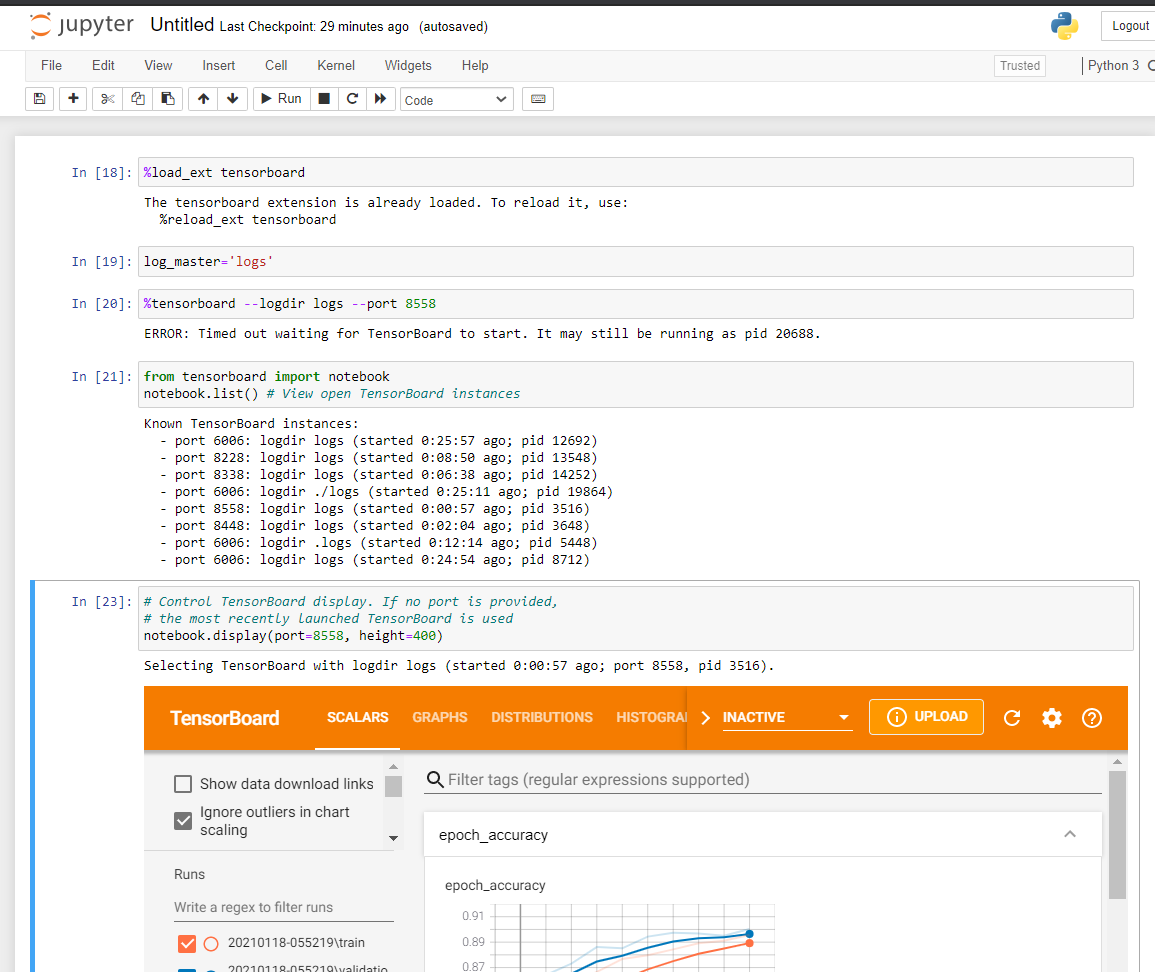 jupyter Untitled Last Checkpoint: 29 minutes ago (autosaved) Logout
File Edit View Insert Cell Kernel Widgets Help Trusted Python 3
Run Code
In [18]: %load_ext tensorboard
The tensorboard extension is already loaded. To reload it, use:
%reload_ext tensorboard
In [19]: log_master='logs'
In [20]: %tensorboard --logdir logs --port 8558
ERROR: Timed out waiting for TensorBoard to start. It may still be running as pid 20688.
In [21]: from tensorboard import notebook
notebook.list() # View open TensorBoard instances
Known TensorBoard instances:
- port 6006: logdir logs (started 0:25:57 ago; pid 12692)
- port 8228: logdir logs (started 0:08:50 ago; pid 13548)
- port 8338: logdir logs (started 0:06:38 ago; pid 14252)
- port 6006: logdir ./logs (started 0:25:11 ago; pid 19864)
- port 8558: logdir logs (started 0:00:57 ago; pid 3516)
- port 8448: logdir logs (started 0:02:04 ago; pid 3648)
- port 6006: logdir .logs (started 0:12:14 ago; pid 5448)
- port 6006: logdir logs (started 0:24:54 ago; pid 8712)
In [23]: # Control TensorBoard display. If no port is provided,
# the most recently launched TensorBoard is used
notebook.display(port=8558, height=400)
Selecting TensorBoard with logdir logs (started 0:00:57 ago; port 8558, pid 3516).
TensorBoard SCALARS GRAPHS DISTRIBUTIONS HISTOGRA INACTIVE UPLOAD
Show data download links
Filter tags (regular expressions supported)
Ignore outliers in chart
scaling
epoch_accuracy
Runs
epoch_accuracy
Write a regex to filter runs
0.91
20210118-055219\train
0.89
0.87
20210118-055219\validatio